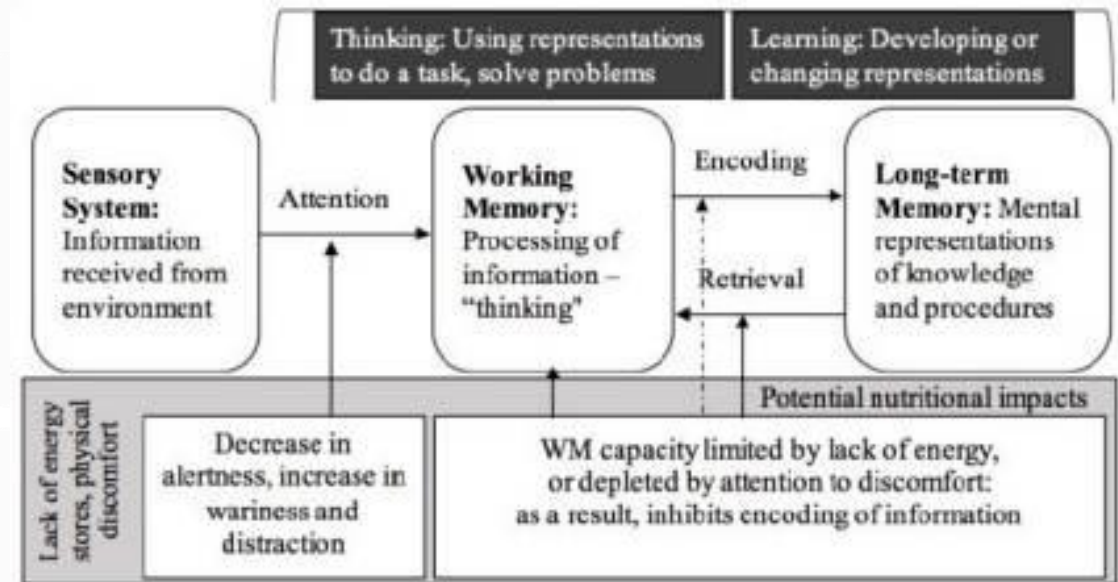 Thinking: Using representations
to do a task, solve problems
Learning: Developing or
changing representations
Sensory
System:
Information
received from
environment
Attention
Working
Memory:
Processing of
information –
“thinking”
Encoding
Retrieval
Long-term
Memory: Mental
representations
of knowledge
and procedures
Potential nutritional impacts
Lack of energy
stores, physical
discomfort
Decrease in
alertness, increase in
wariness and
distraction
WM capacity limited by lack of energy,
or depleted by attention to discomfort:
as a result, inhibits encoding of information